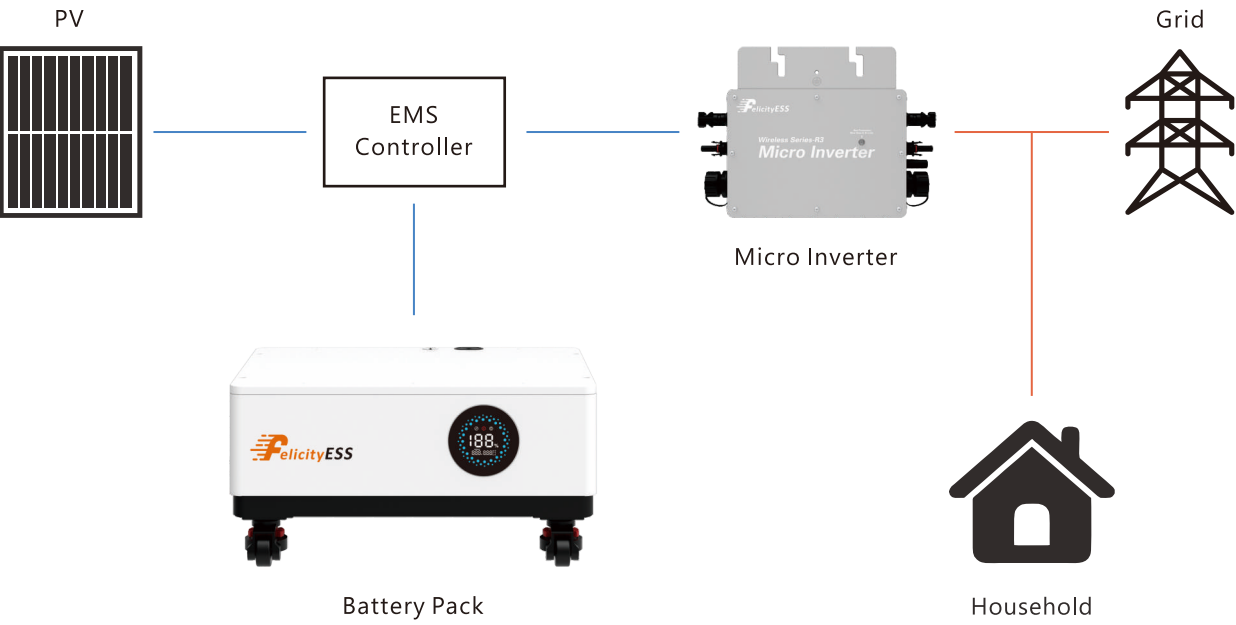 PV
Grid
EMS
Controller
FelicityESS
Wireless Series-R3
Micro Inverter
Micro Inverter
FelicityESS
188%
Battery Pack
Household